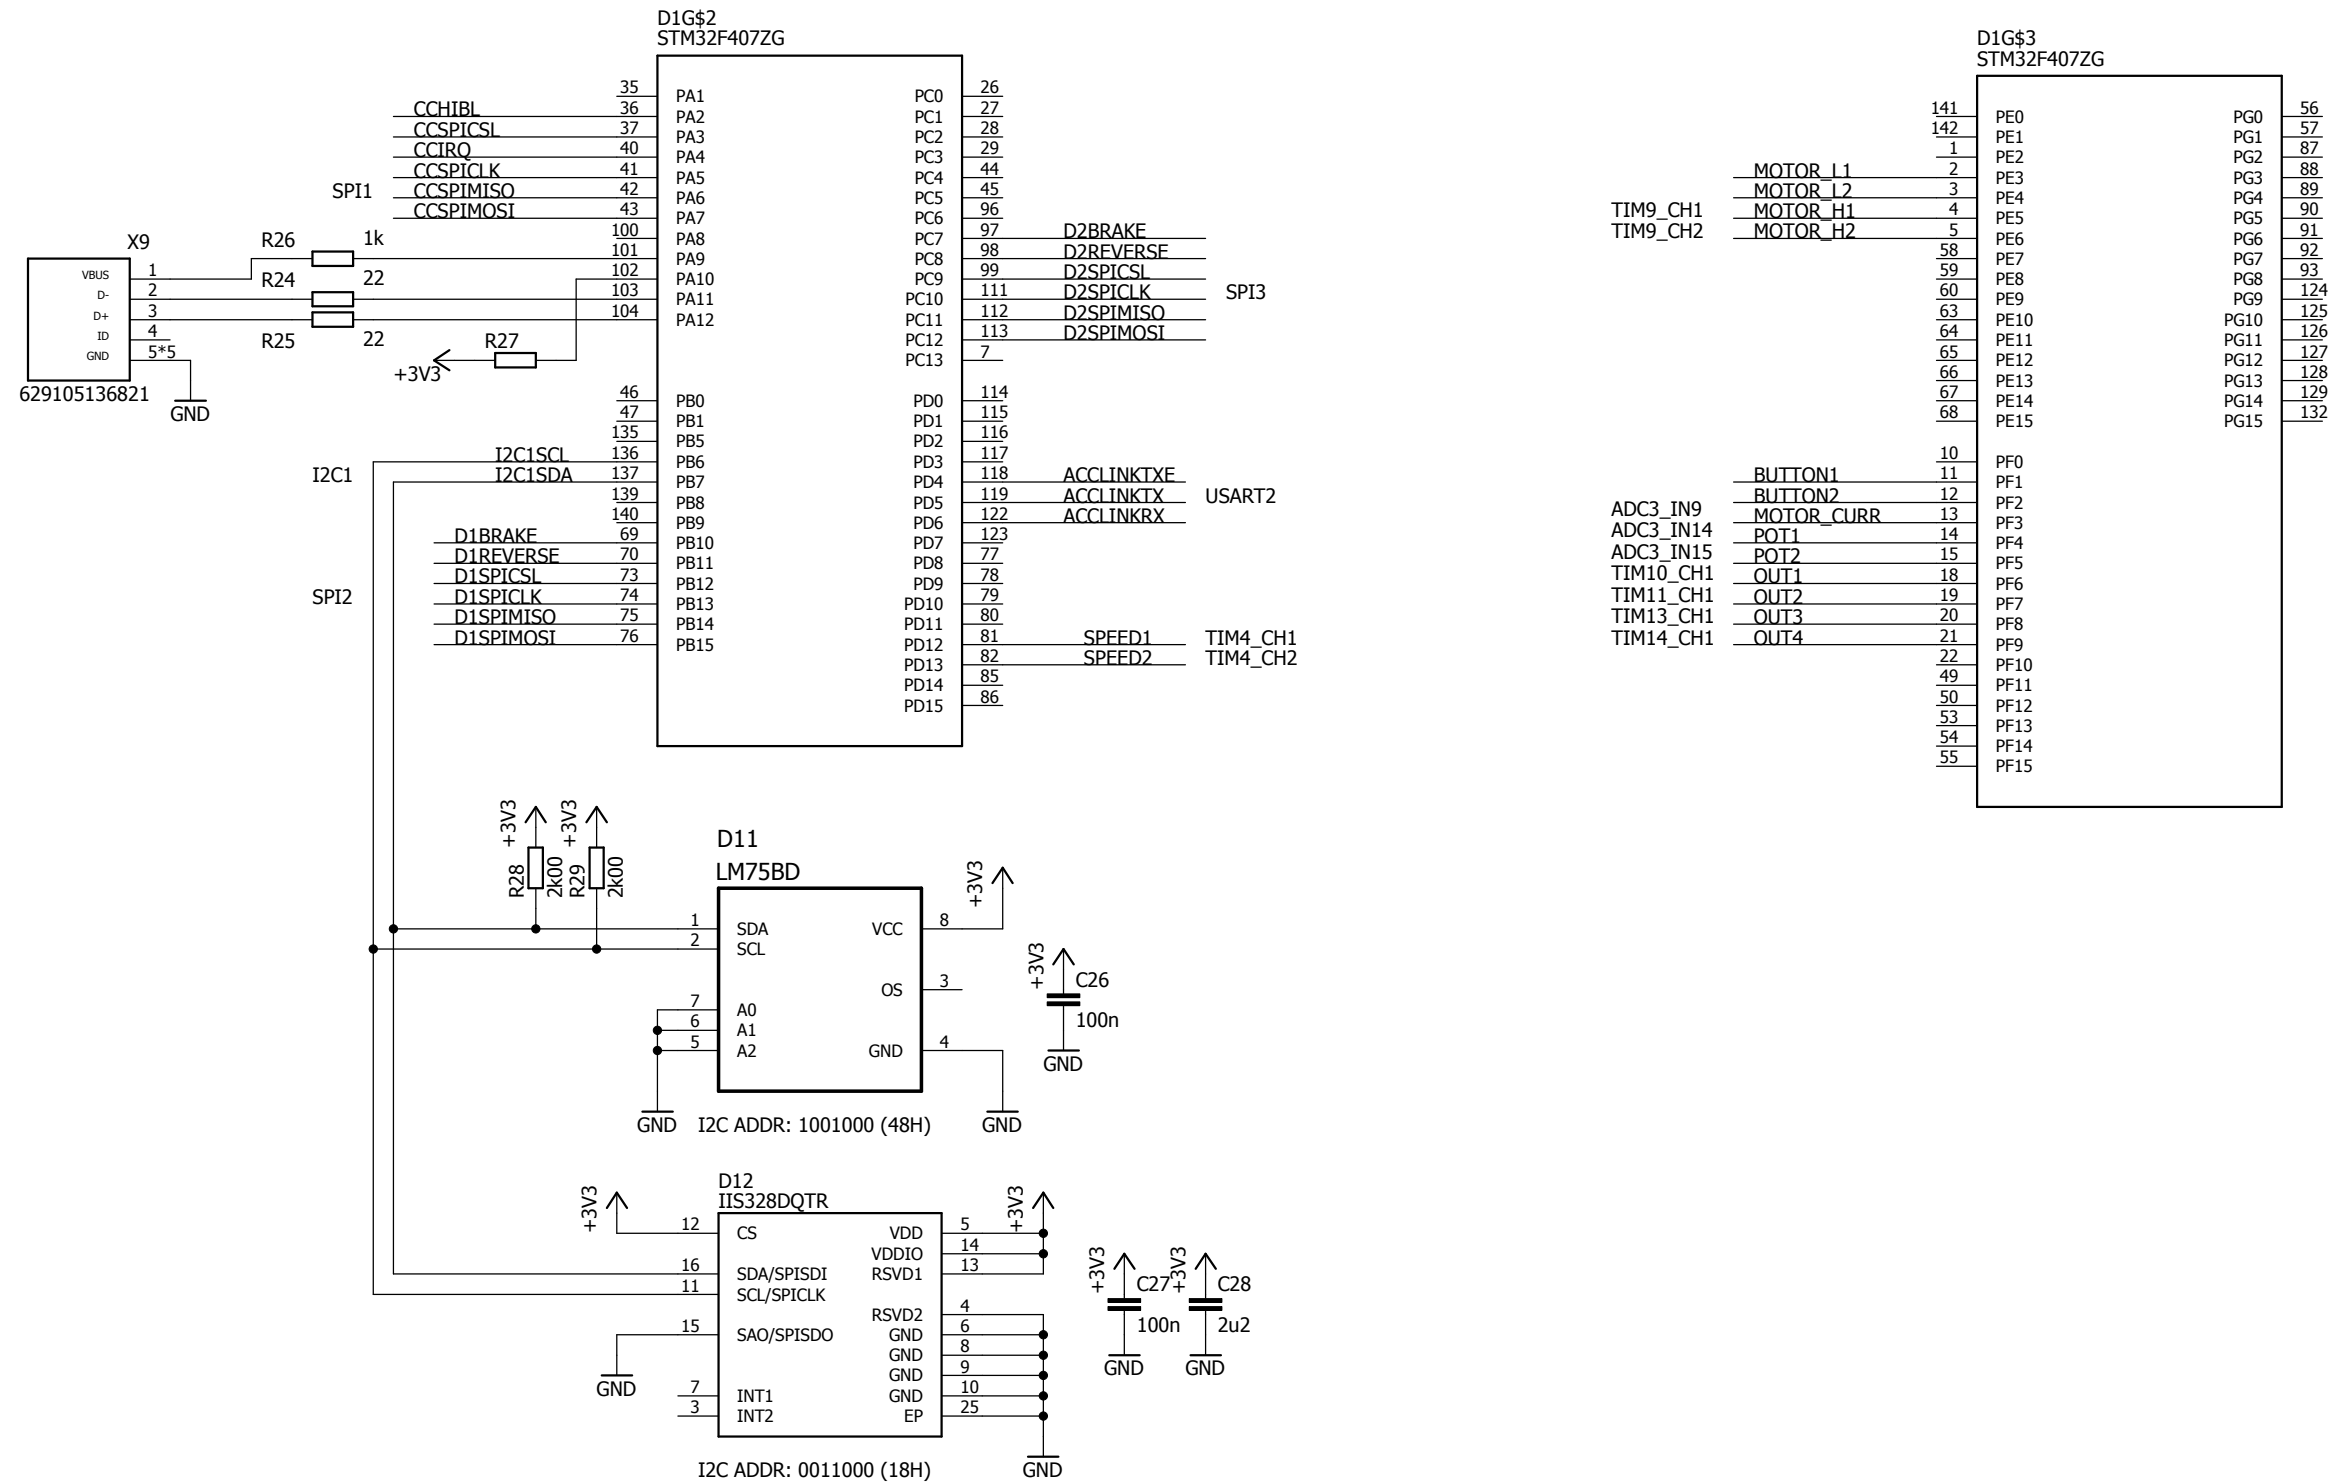 D1G$2
STM32F407ZG
35 PA1 PC0 26
CCHIBL 36 PA2 PC1 27
CCSPICSL 37 PA3 PC2 28
CCIRQ 40 PA4 PC3 29
CCSPICLK 41 PA5 PC4 44
SPI1 CCSPIMISO 42 PA6 PC5 45
CCSPIMOSI 43 PA7 PC6 96
100 PA8 PC7 97 D2BRAKE
101 PA9 PC8 98 D2REVERSE
102 PA10 PC9 99 D2SPICSL
103 PA11 PC10 111 D2SPICLK SPI3
104 PA12 PC11 112 D2SPIMISO
PC12 113 D2SPIMOSI
PC13 7
X9
R26 1k
VBUS 1
R24 22
D- 2
D+ 3
ID 4
R25 22
GND 5*5
629105136821
GND
R27
+3V3
46 PB0 PD0 114
47 PB1 PD1 115
135 PB5 PD2 116
I2C1SCL 136 PB6 PD3 117
I2C1 I2C1SDA 137 PB7 PD4 118 ACCLINKTXE
139 PB8 PD5 119 ACCLINKTX USART2
140 PB9 PD6 122 ACCLINKRX
D1BRAKE 69 PB10 PD7 123
D1REVERSE 70 PB11 PD8 77
D1SPICSL 73 PB12 PD9 78
SPI2 D1SPICLK 74 PB13 PD10 79
D1SPIMISO 75 PB14 PD11 80
D1SPIMOSI 76 PB15 PD12 81 SPEED1 TIM4_CH1
PD13 82 SPEED2 TIM4_CH2
PD14 85
PD15 86
D1G$3
STM32F407ZG
141 PE0 PG0 56
142 PE1 PG1 57
1 PE2 PG2 87
MOTOR_L1 2 PE3 PG3 88
MOTOR_L2 3 PE4 PG4 89
TIM9_CH1 MOTOR_H1 4 PE5 PG5 90
TIM9_CH2 MOTOR_H2 5 PE6 PG6 91
58 PE7 PG7 92
59 PE8 PG8 93
60 PE9 PG9 124
63 PE10 PG10 125
64 PE11 PG11 126
65 PE12 PG12 127
66 PE13 PG13 128
67 PE14 PG14 129
68 PE15 PG15 132
10 PF0
BUTTON1 11 PF1
BUTTON2 12 PF2
ADC3_IN9 MOTOR_CURR 13 PF3
ADC3_IN14 POT1 14 PF4
ADC3_IN15 POT2 15 PF5
TIM10_CH1 OUT1 18 PF6
TIM11_CH1 OUT2 19 PF7
TIM13_CH1 OUT3 20 PF8
TIM14_CH1 OUT4 21 PF9
22 PF10
49 PF11
50 PF12
53 PF13
54 PF14
55 PF15
+3V3 +3V3
R28 2k00 R29 2k00
D11
LM75BD
+3V3
1 SDA VCC 8
2 SCL
OS 3
7 A0
6 A1
5 A2 GND 4
+3V3
C26
100n
GND
GND I2C ADDR: 1001000 (48H) GND
D12
IIS328DQTR
+3V3 +3V3
12 CS VDD 5
VDDIO 14
16 SDA/SPISDI RSVD1 13
11 SCL/SPICLK
RSVD2 4
15 SAO/SPISDO GND 6
GND 8
GND 9
7 INT1 GND 10
3 INT2 EP 25
GND
+3V3 C27 +3V3 C28
100n 2u2
GND GND
I2C ADDR: 0011000 (18H) GND